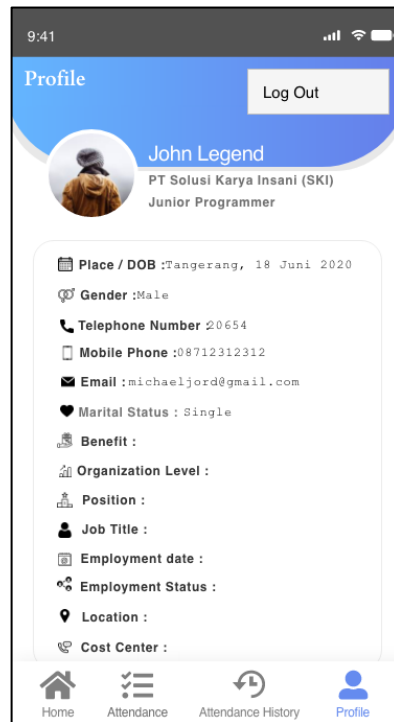 9:41
Profile
Log Out
John Legend
PT Solusi Karya Insani (SKI)
Junior Programmer
Place / DOB :Tangerang, 18 Juni 2020
Gender :Male
Telephone Number :20654
Mobile Phone :08712312312
Email :michaeljord@gmail.com
Marital Status : Single
Benefit :
Organization Level :
Position :
Job Title :
Employment date :
Employment Status :
Location :
Cost Center :
Home Attendance Attendance History Profile